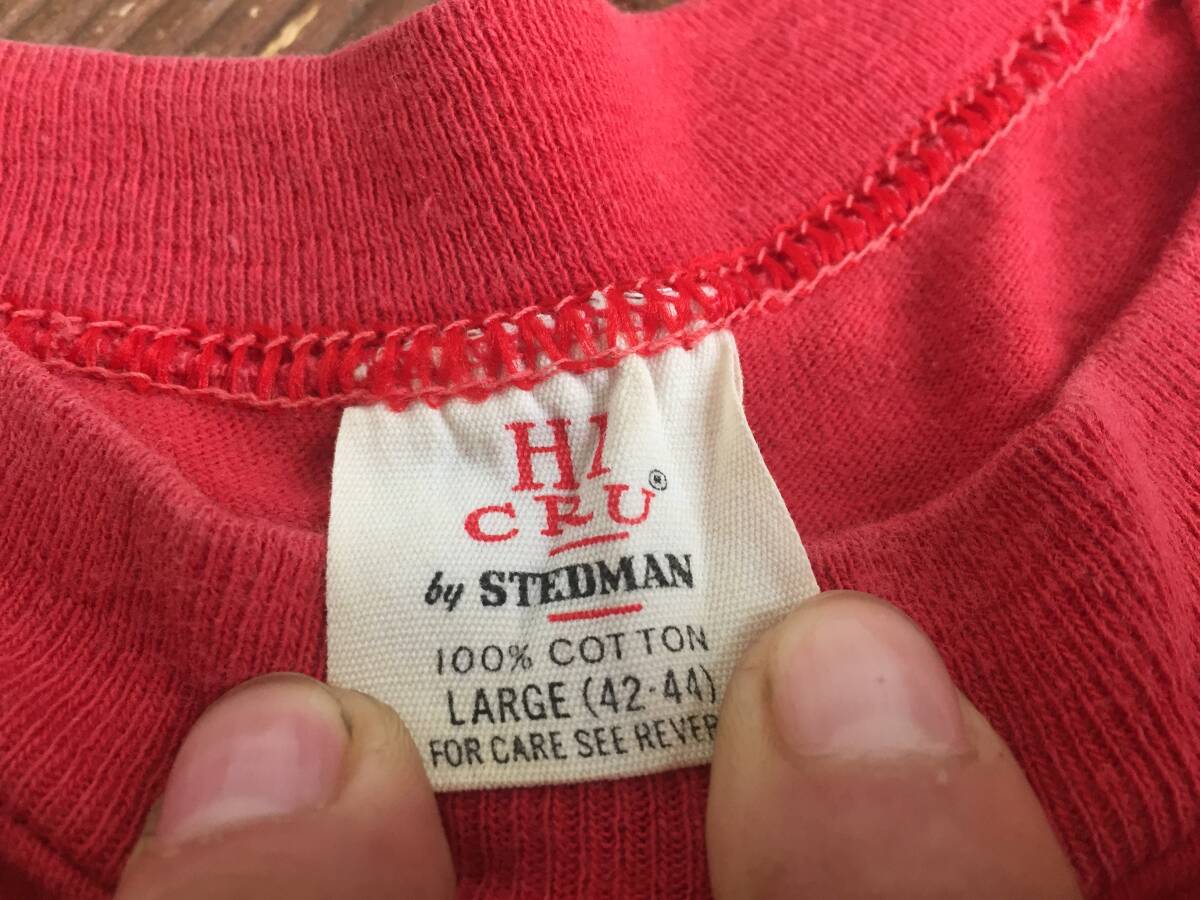 HI
CRU®
by STEDMAN
100% COTTON
LARGE (42-44)
FOR CARE SEE REVER